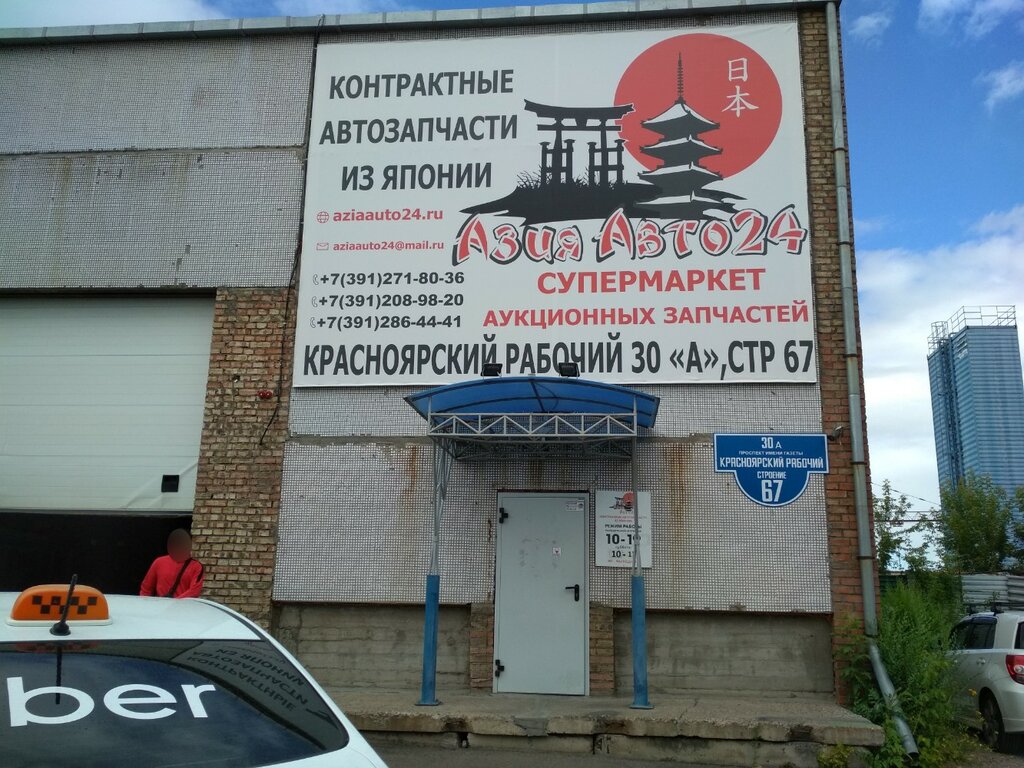 КОНТРАКТНЫЕ
АВТОЗАПЧАСТИ
ИЗ ЯПОНИИ
日本
aziaauto24.ru
aziaauto24@mail.ru
+7(391)271-80-36
+7(391)208-98-20
+7(391)286-44-41
Азия Авто24
СУПЕРМАРКЕТ
АУКЦИОННЫХ ЗАПЧАСТЕЙ
КРАСНОЯРСКИЙ РАБОЧИЙ 30 «А»,СТР 67
30 А
ПРОСПЕКТ ИМЕНИ ГАЗЕТЫ
КРАСНОЯРСКИЙ РАБОЧИЙ
СТРОЕНИЕ
67
РЕЖИМ РАБОТЫ
10-19
ber